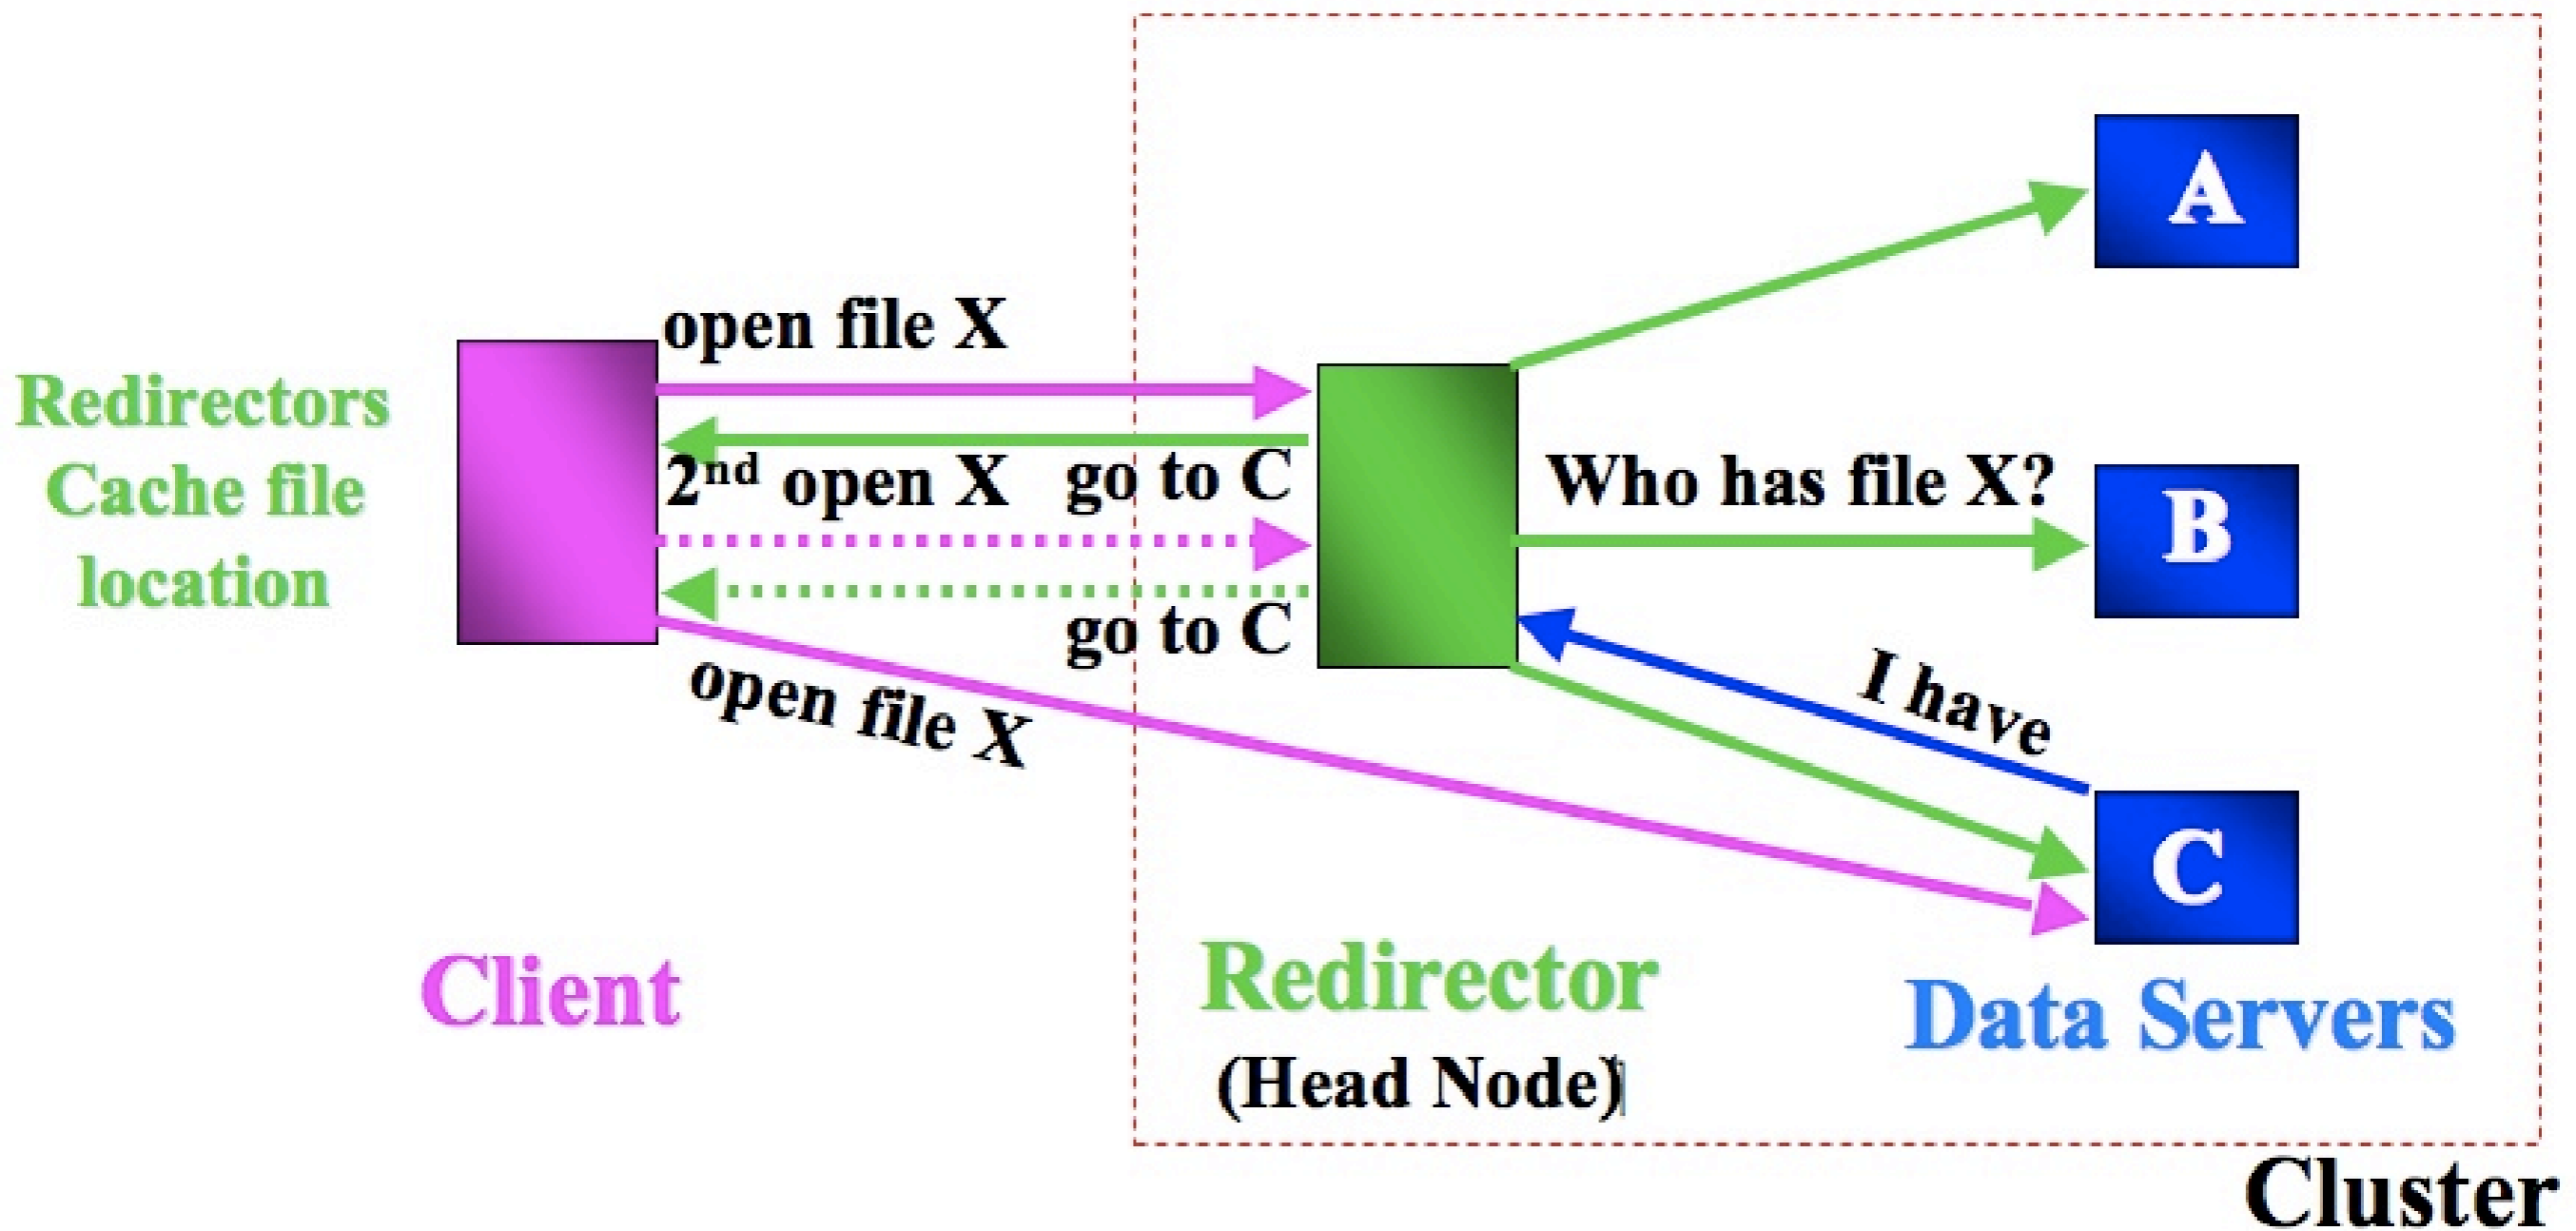 A
open file X
Redirectors
Cache file
location
2nd open X
go to C
Who has file X?
B
go to C
open file X
I have
C
Client
Redirector
(Head Node)
Data Servers
Cluster